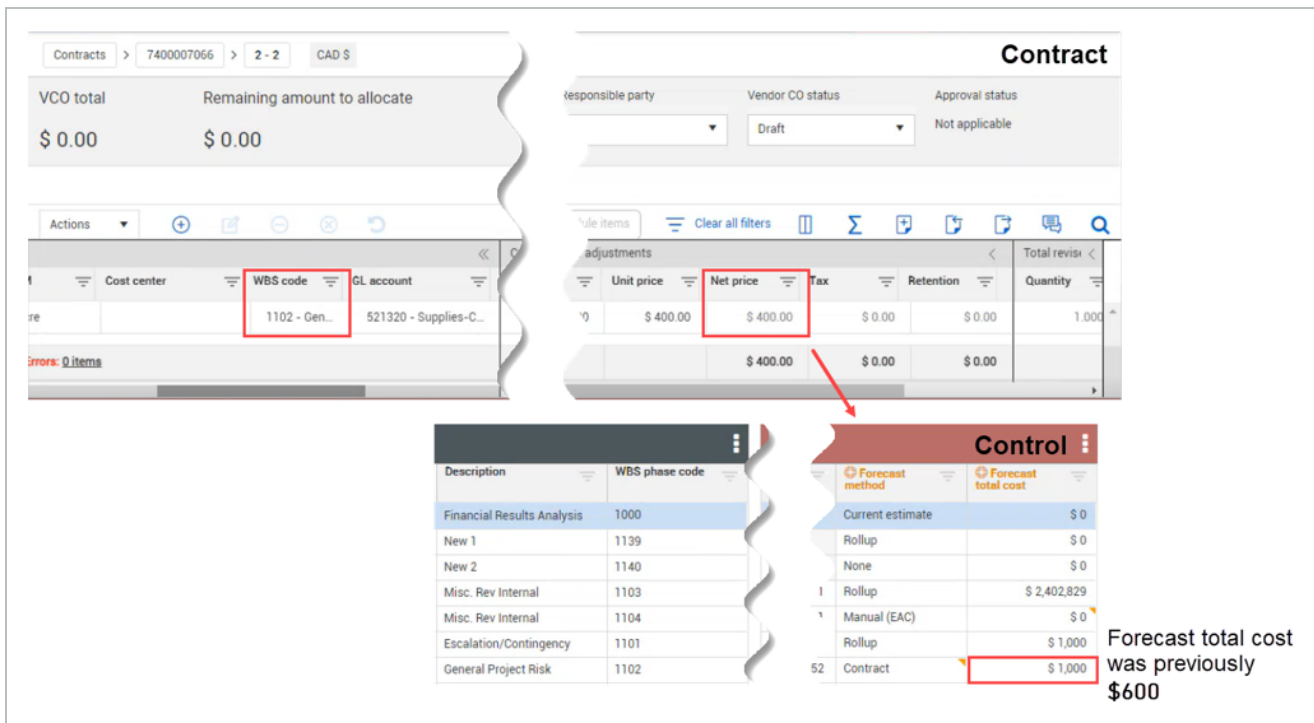 Contracts > 7400007066 > 2 - 2 CAD $
Contract
VCO total Remaining amount to allocate
$ 0.00 $ 0.00
Responsible party Vendor CO status Approval status
Draft Not applicable
Actions
items Clear all filters
adjustments Total revise
Cost center WBS code GL account
Unit price Net price Tax Retention Quantity
1102 - Gen... 521320 - Supplies-C...
$ 400.00 $ 400.00 $ 0.00 $ 0.00 1.000
Errors: 0 items
$ 400.00 $ 0.00 $ 0.00
Control
Description WBS phase code Forecast method Forecast total cost
Financial Results Analysis 1000 Current estimate $ 0
New 1 1139 Rollup $ 0
New 2 1140 None $ 0
Misc. Rev Internal 1103 Rollup $ 2,402,829
Misc. Rev Internal 1104 Manual (EAC) $ 0
Escalation/Contingency 1101 Rollup $ 1,000
General Project Risk 1102 52 Contract $ 1,000
Forecast total cost
was previously
$600